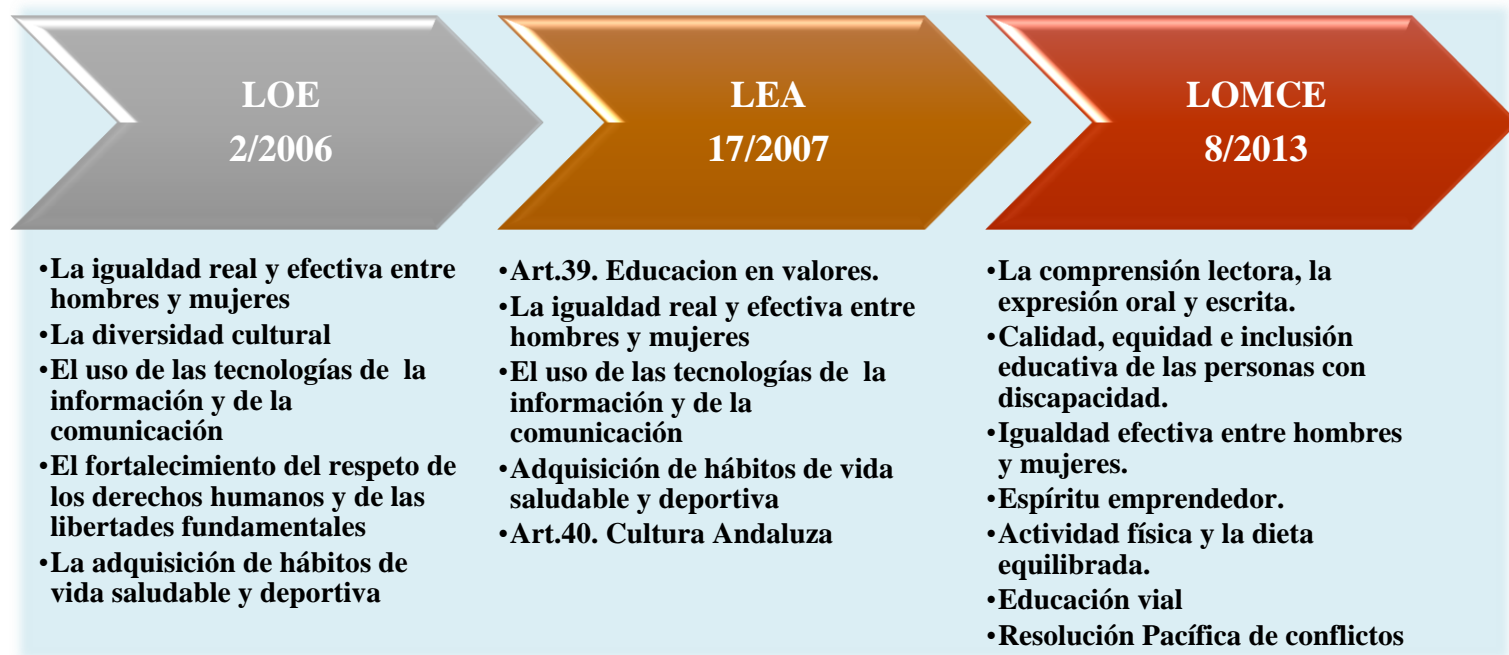 LOE
2/2006
•La igualdad real y efectiva entre
hombres y mujeres
•La diversidad cultural
•El uso de las tecnologías de  la
información y de la
comunicación
•El fortalecimiento del respeto de
los derechos humanos y de las
libertades fundamentales
•La adquisición de hábitos de
vida saludable y deportiva
LEA
17/2007
•Art.39. Educacion en valores.
•La igualdad real y efectiva entre
hombres y mujeres
•El uso de las tecnologías de  la
información y de la
comunicación
•Adquisición de hábitos de vida
saludable y deportiva
•Art.40. Cultura Andaluza
LOMCE
8/2013
•La comprensión lectora, la
expresión oral y escrita.
•Calidad, equidad e inclusión
educativa de las personas con
discapacidad.
•Igualdad efectiva entre hombres
y mujeres.
•Espíritu emprendedor.
•Actividad física y la dieta
equilibrada.
•Educación vial
•Resolución Pacífica de conflictos